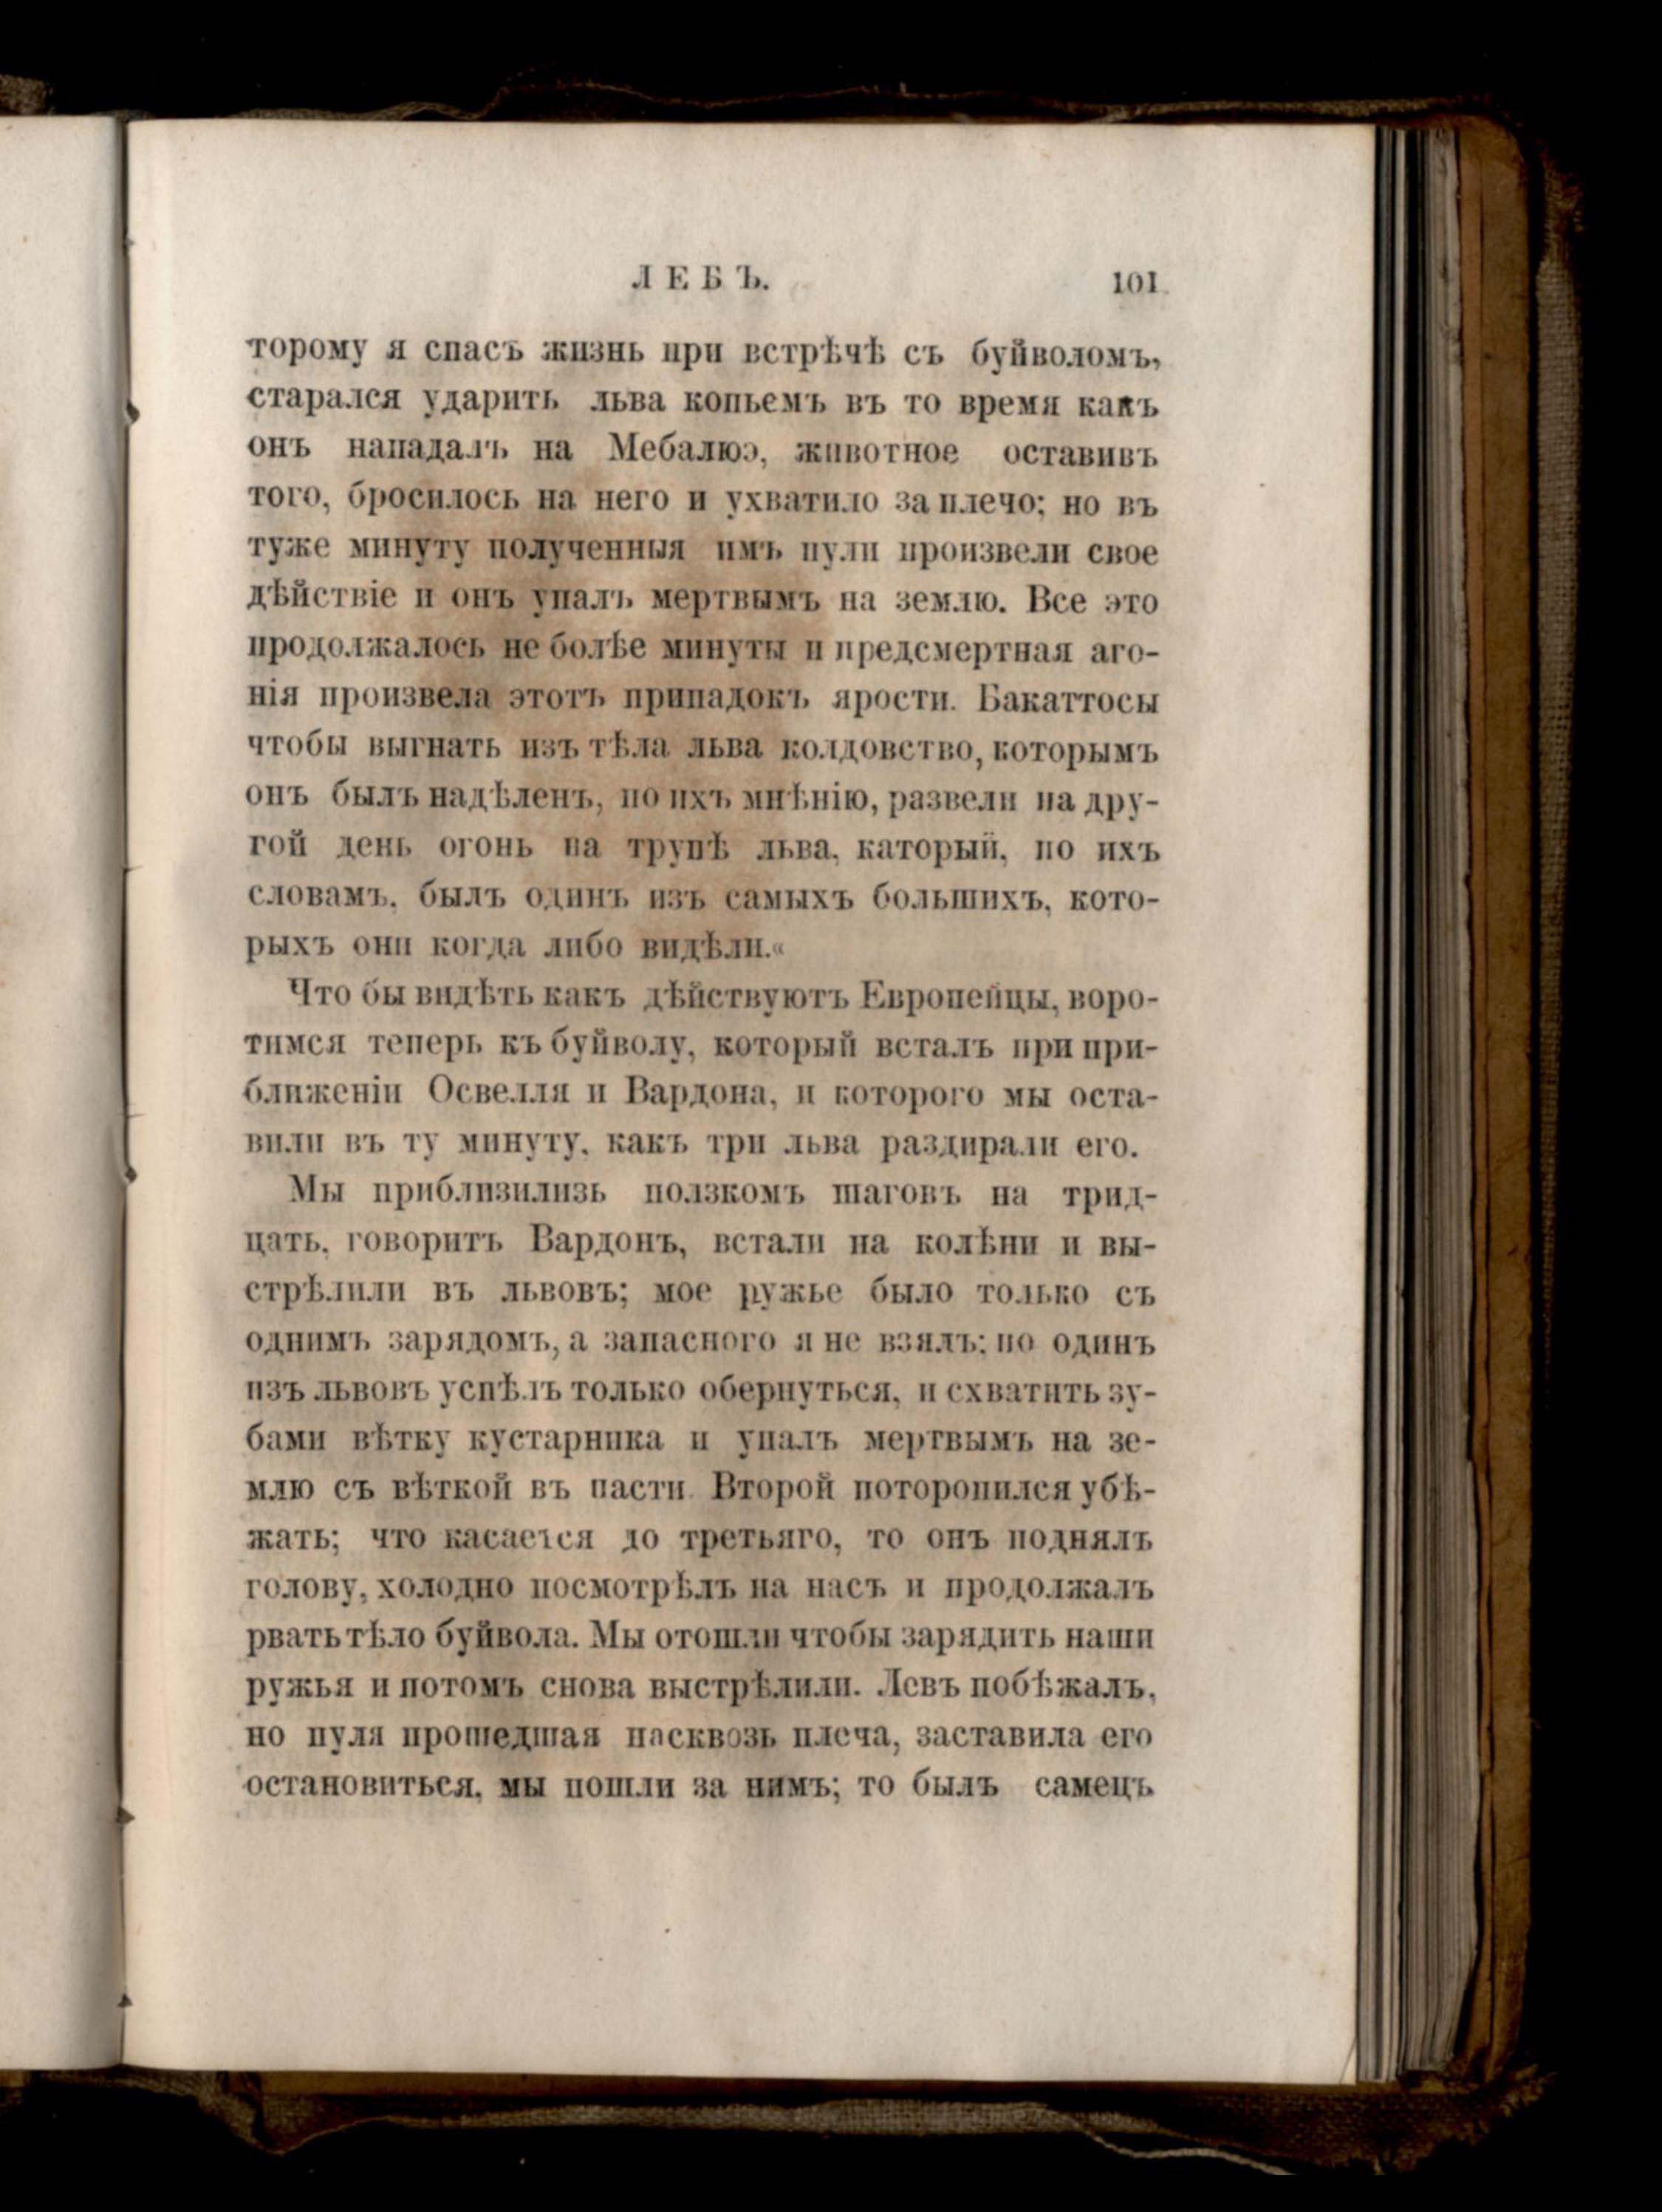 ЛЕБЪ. 101
торому я спасъ жизнь при встрѣчѣ съ буйволомъ,
старался ударить льва копьемъ въ то время какъ
онъ нападалъ на Мебалюэ, животное оставивъ
того, бросилось на него и ухватило за плечо; но въ
туже минуту полученныя имъ пули произвели свое
дѣйствіе и онъ упалъ мертвымъ на землю. Все это
продолжалось не болѣе минуты и предсмертная аго-
нія произвела этотъ припадокъ ярости. Бакаттосы
чтобы выгнать изъ тѣла льва колдовство, которымъ
онъ былъ надѣленъ, по ихъ мнѣнію, развели на дру-
гой день огонь на трупѣ льва, каторый, по ихъ
словамъ, былъ одинъ изъ самыхъ большихъ, кото-
рыхъ они когда либо видѣли.«
Что бы видѣть какъ дѣйствуютъ Европейцы, воро-
тимся теперь къ буйволу, который всталъ при при-
ближеніи Освелля и Вардона, и которого мы оста-
вили въ ту минуту, какъ три льва раздирали его.
Мы приблизилизь ползкомъ шаговъ на трид-
цать, говоритъ Вардонъ, встали на колѣни и вы-
стрѣлили въ львовъ; мое ружье было только съ
однимъ зарядомъ, а запасного я не взялъ; но одинъ
изъ львовъ успѣлъ только обернуться, и схватить зу-
бами вѣтку кустарника и упалъ мертвымъ на зе-
млю съ вѣткой въ пасти. Второй поторопился убѣ-
жать; что касается до третьяго, то онъ поднялъ
голову, холодно посмотрѣлъ на насъ и продолжалъ
рвать тѣло буйвола. Мы отошли чтобы зарядить наши
ружья и потомъ снова выстрѣлили. Левъ побѣжалъ,
но пуля прошедшая насквозь плеча, заставила его
остановиться, мы пошли за нимъ; то былъ самецъ